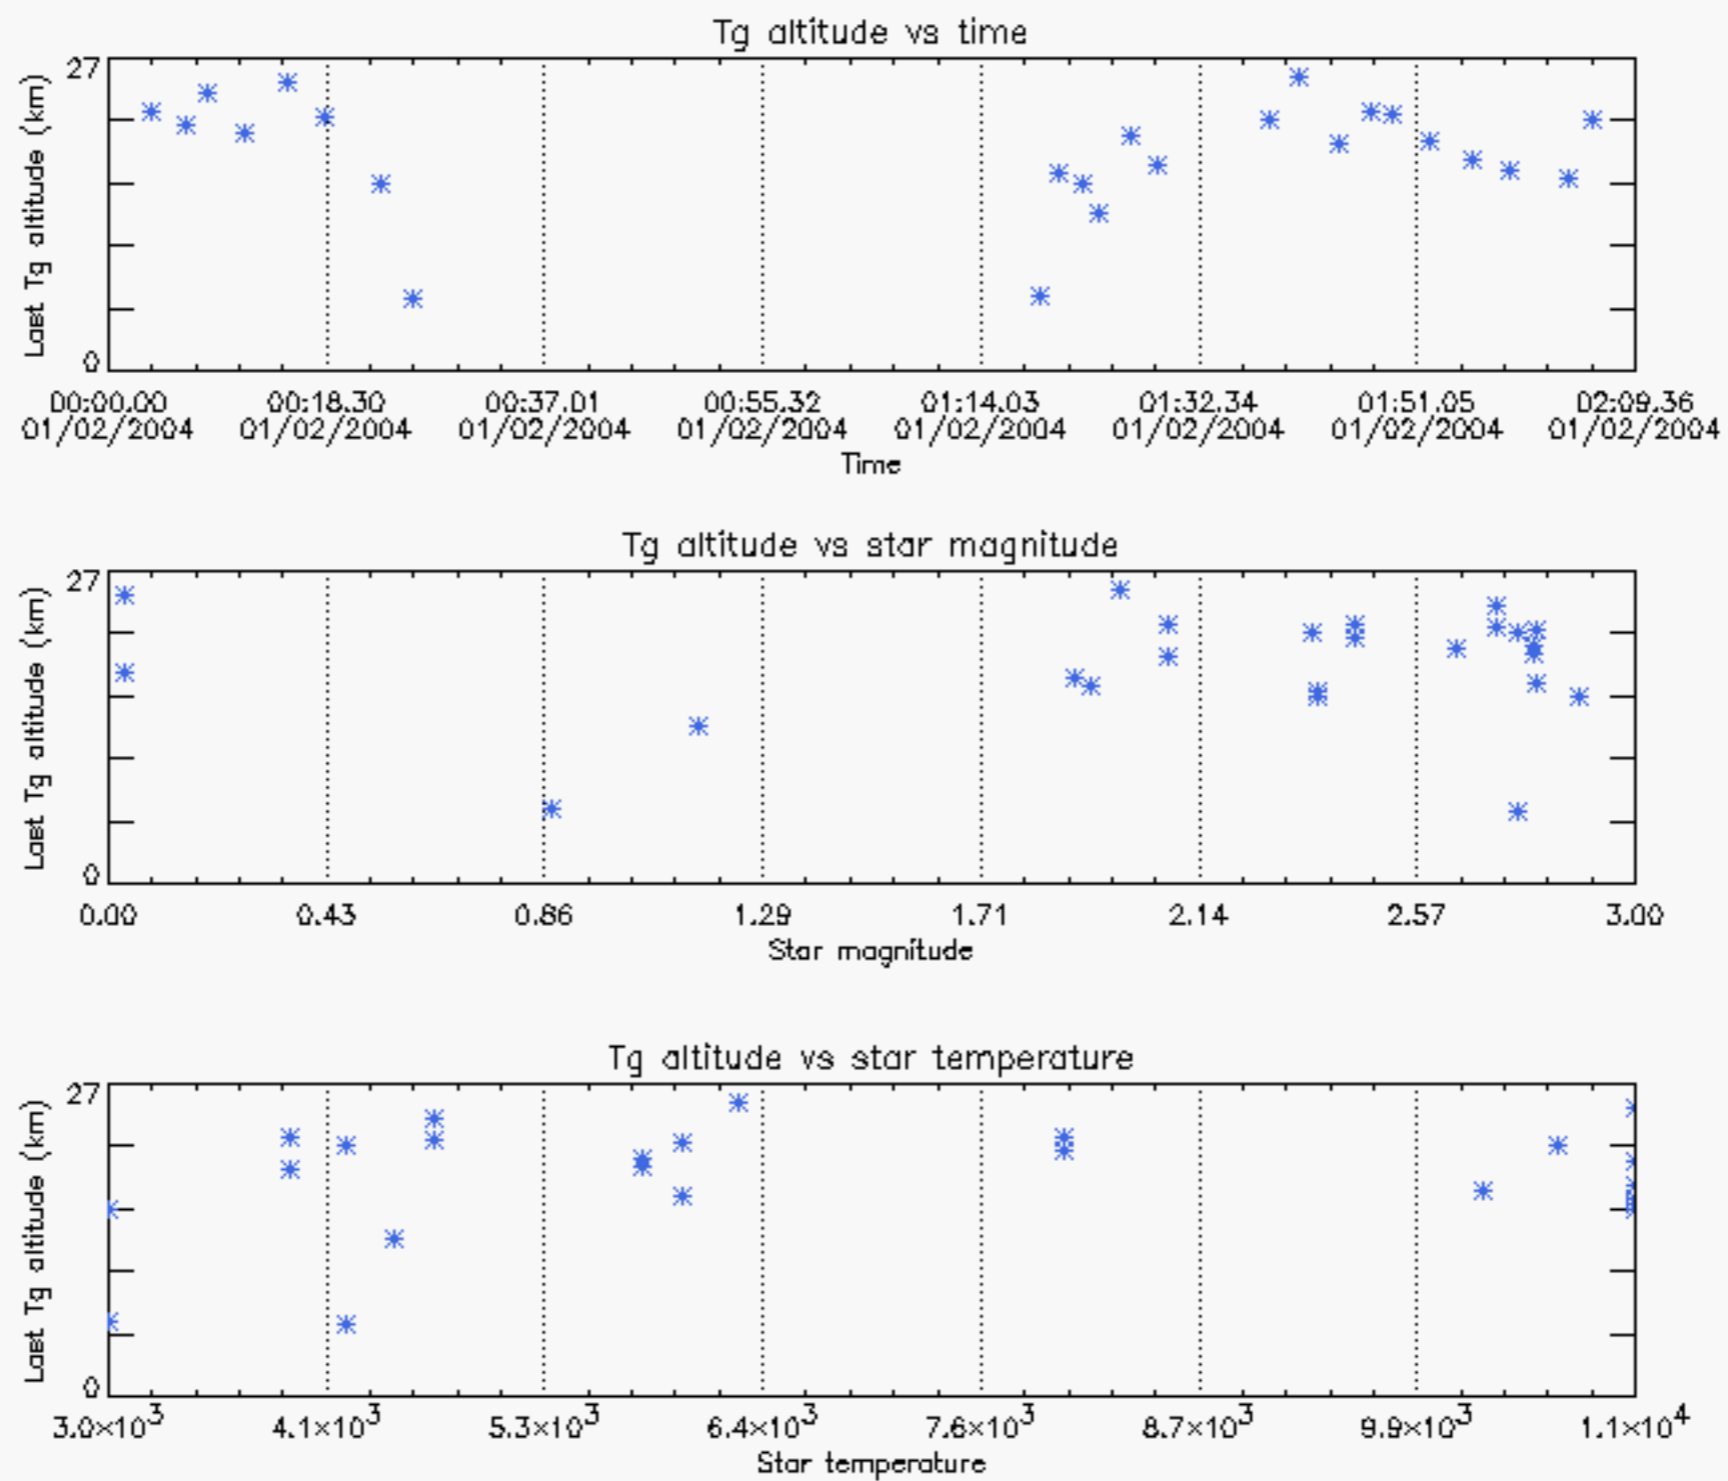 Tg altitude vs time
27
Last Tg altitude (km)
0
00:00.00 00:18.30 00:37.01 00:55.32 01:14.03 01:32.34 01:51.05 02:09.36
01/02/2004 01/02/2004 01/02/2004 01/02/2004 01/02/2004 01/02/2004 01/02/2004 01/02/2004
Time
Tg altitude vs star magnitude
27
Last Tg altitude (km)
0
0.00 0.43 0.86 1.29 1.71 2.14 2.57 3.00
Star magnitude
Tg altitude vs star temperature
27
Last Tg altitude (km)
0
3.0×10³ 4.1×10³ 5.3×10³ 6.4×10³ 7.6×10³ 8.7×10³ 9.9×10³ 1.1×10⁴
Star temperature